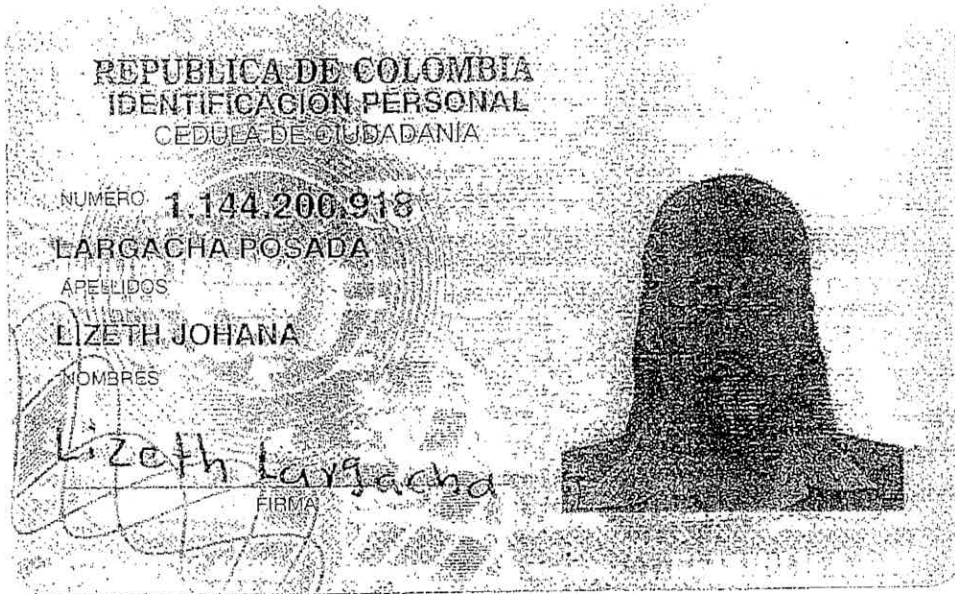 REPUBLICA DE COLOMBIA
IDENTIFICACION PERSONAL
CEDULA DE CIUDADANIA
NUMERO 1.144.200.918
LARGACHA POSADA
APELLIDOS
LIZETH JOHANA
NOMBRES
Lizeth Largacha
FIRMA